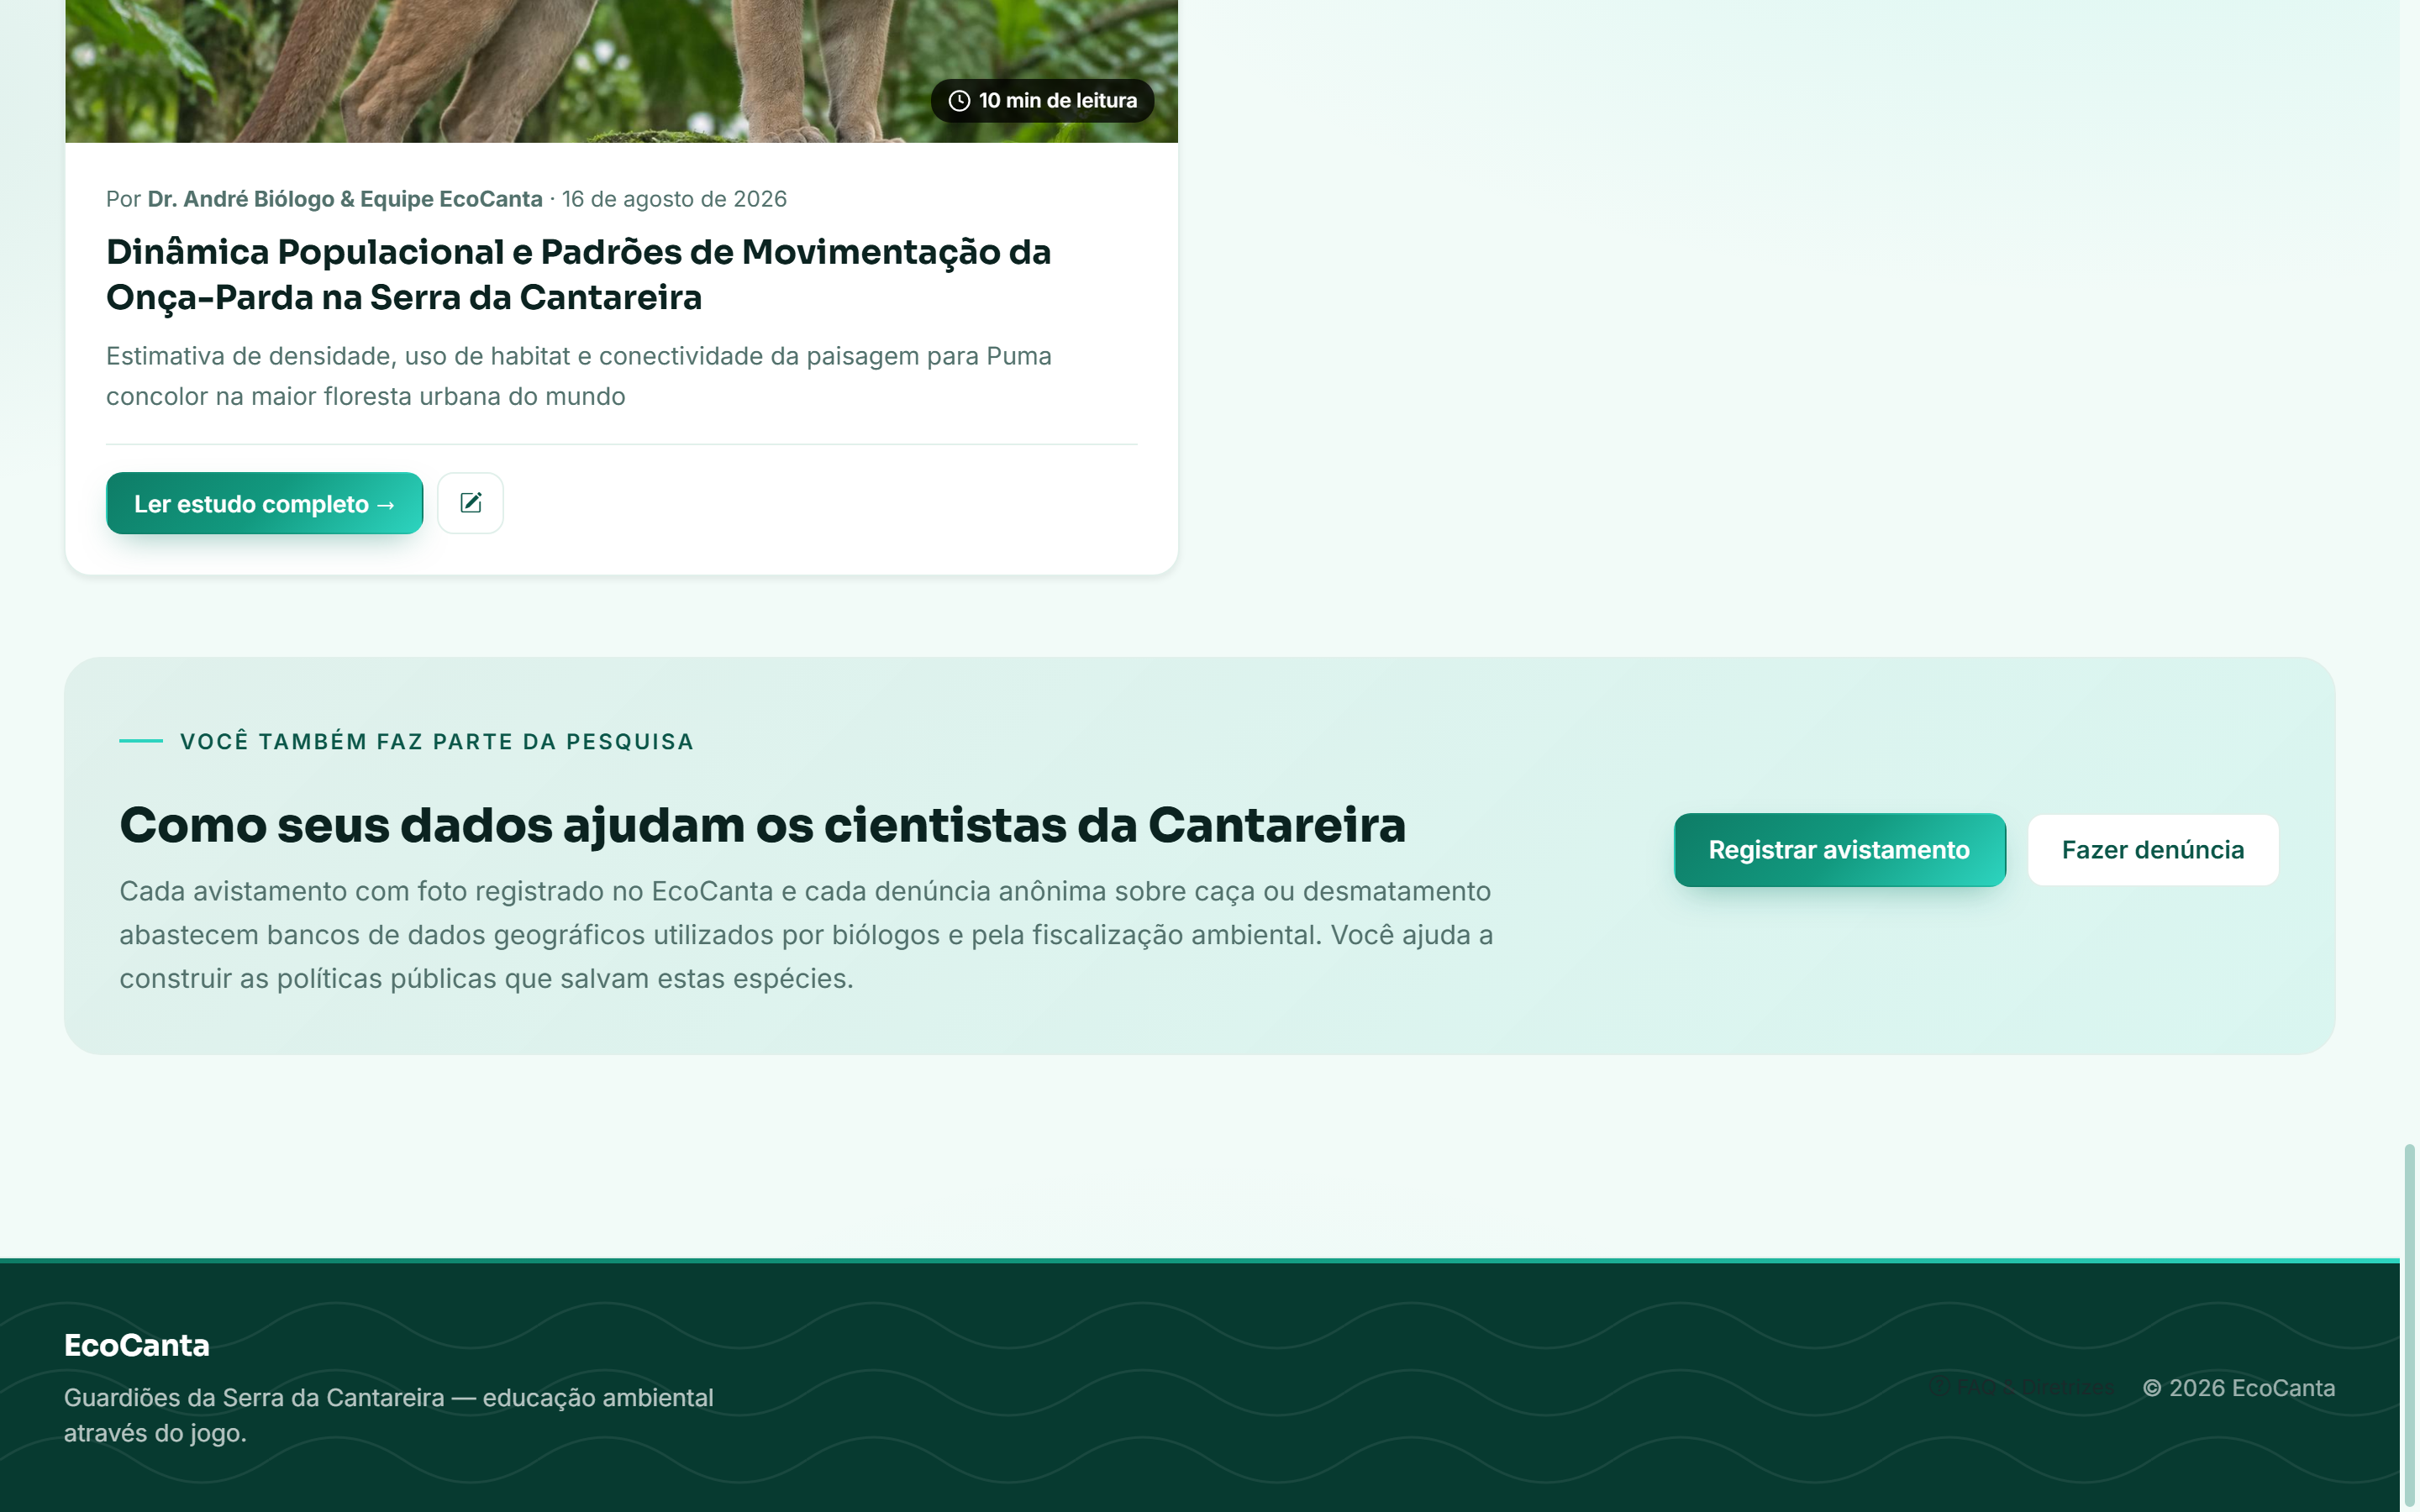 10 min de leitura
Por Dr. André Biólogo & Equipe EcoCanta · 16 de agosto de 2026
Dinâmica Populacional e Padrões de Movimentação da
Onça-Parda na Serra da Cantareira
Estimativa de densidade, uso de habitat e conectividade da paisagem para Puma
concolor na maior floresta urbana do mundo
Ler estudo completo →
VOCÊ TAMBÉM FAZ PARTE DA PESQUISA
Como seus dados ajudam os cientistas da Cantareira
Cada avistamento com foto registrado no EcoCanta e cada denúncia anônima sobre caça ou desmatamento
abastecem bancos de dados geográficos utilizados por biólogos e pela fiscalização ambiental. Você ajuda a
construir as políticas públicas que salvam estas espécies.
Registrar avistamento
Fazer denúncia
EcoCanta
Guardiões da Serra da Cantareira — educação ambiental
através do jogo.
FAQ & Diretrizes
© 2026 EcoCanta